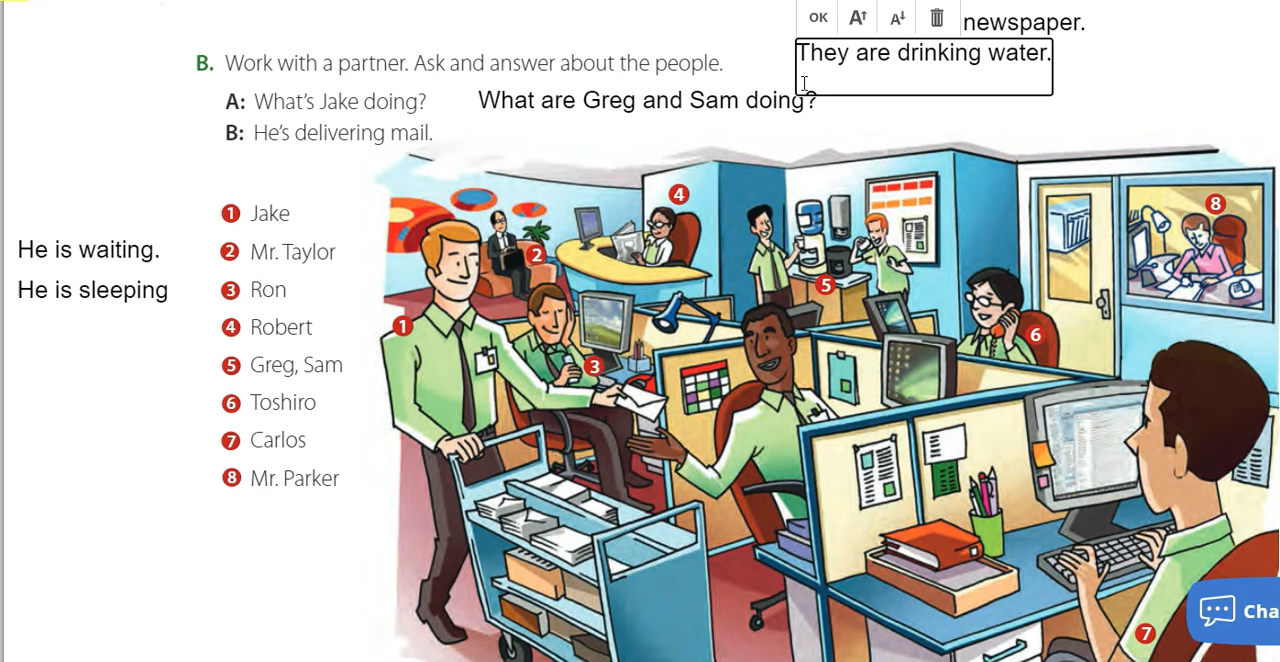 OK A↑ A↓ newspaper.
They are drinking water.
B. Work with a partner. Ask and answer about the people.
A: What's Jake doing? What are Greg and Sam doing?
B: He's delivering mail.
1 Jake
He is waiting. 2 Mr. Taylor
He is sleeping 3 Ron
4 Robert
5 Greg, Sam
6 Toshiro
7 Carlos
8 Mr. Parker
4
8
2
5
1
6
3
Cha
7